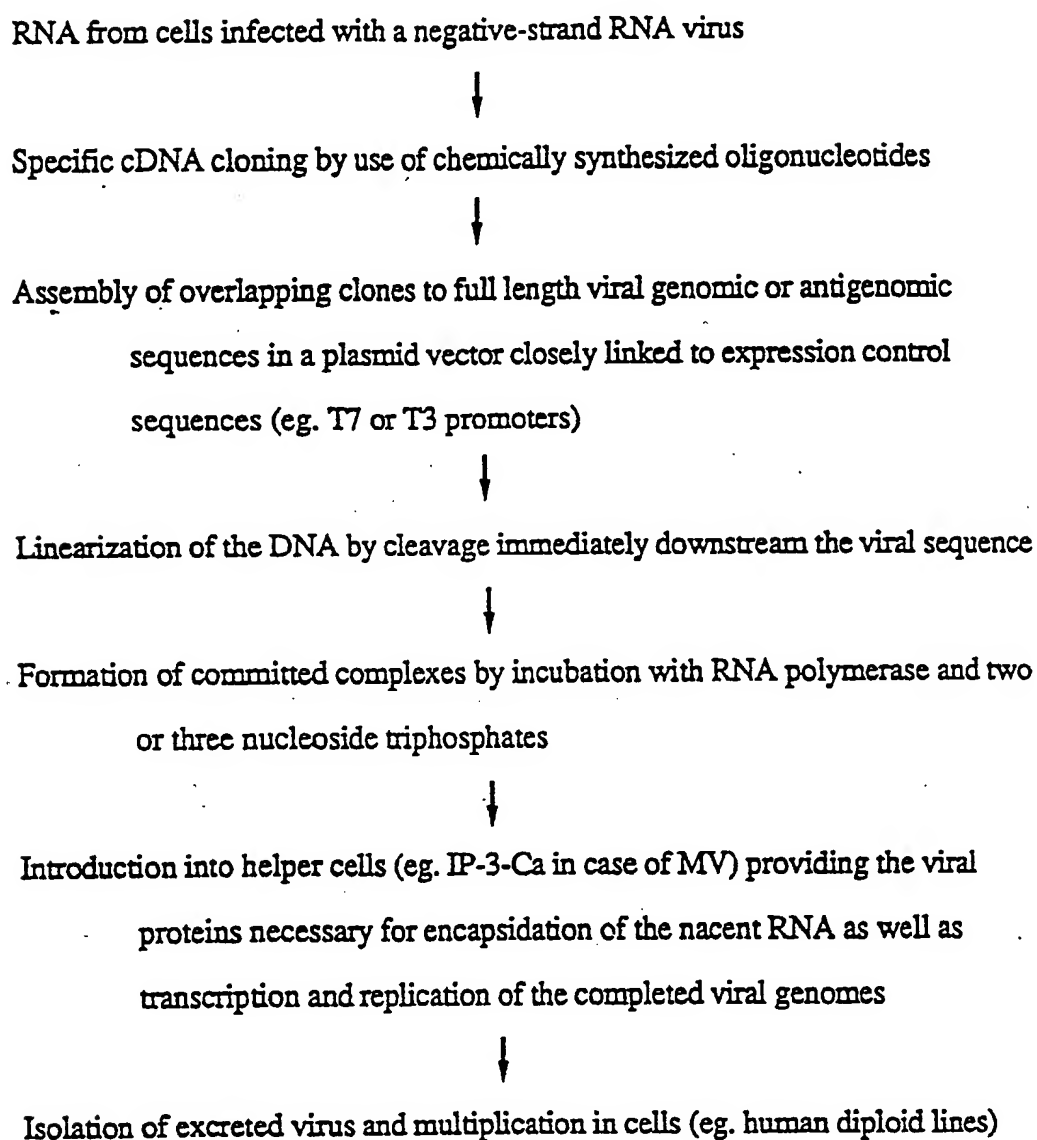 RNA from cells infected with a negative-strand RNA virus
Specific cDNA cloning by use of chemically synthesized oligonucleotides
Assembly of overlapping clones to full length viral genomic or antigenomic
sequences in a plasmid vector closely linked to expression control
sequences (eg. T7 or T3 promoters)
Linearization of the DNA by cleavage immediately downstream the viral sequence
Formation of committed complexes by incubation with RNA polymerase and two
or three nucleoside triphosphates
Introduction into helper cells (eg. IP-3-Ca in case of MV) providing the viral
proteins necessary for encapsidation of the nacent RNA as well as
transcription and replication of the completed viral genomes
Isolation of excreted virus and multiplication in cells (eg. human diploid lines)